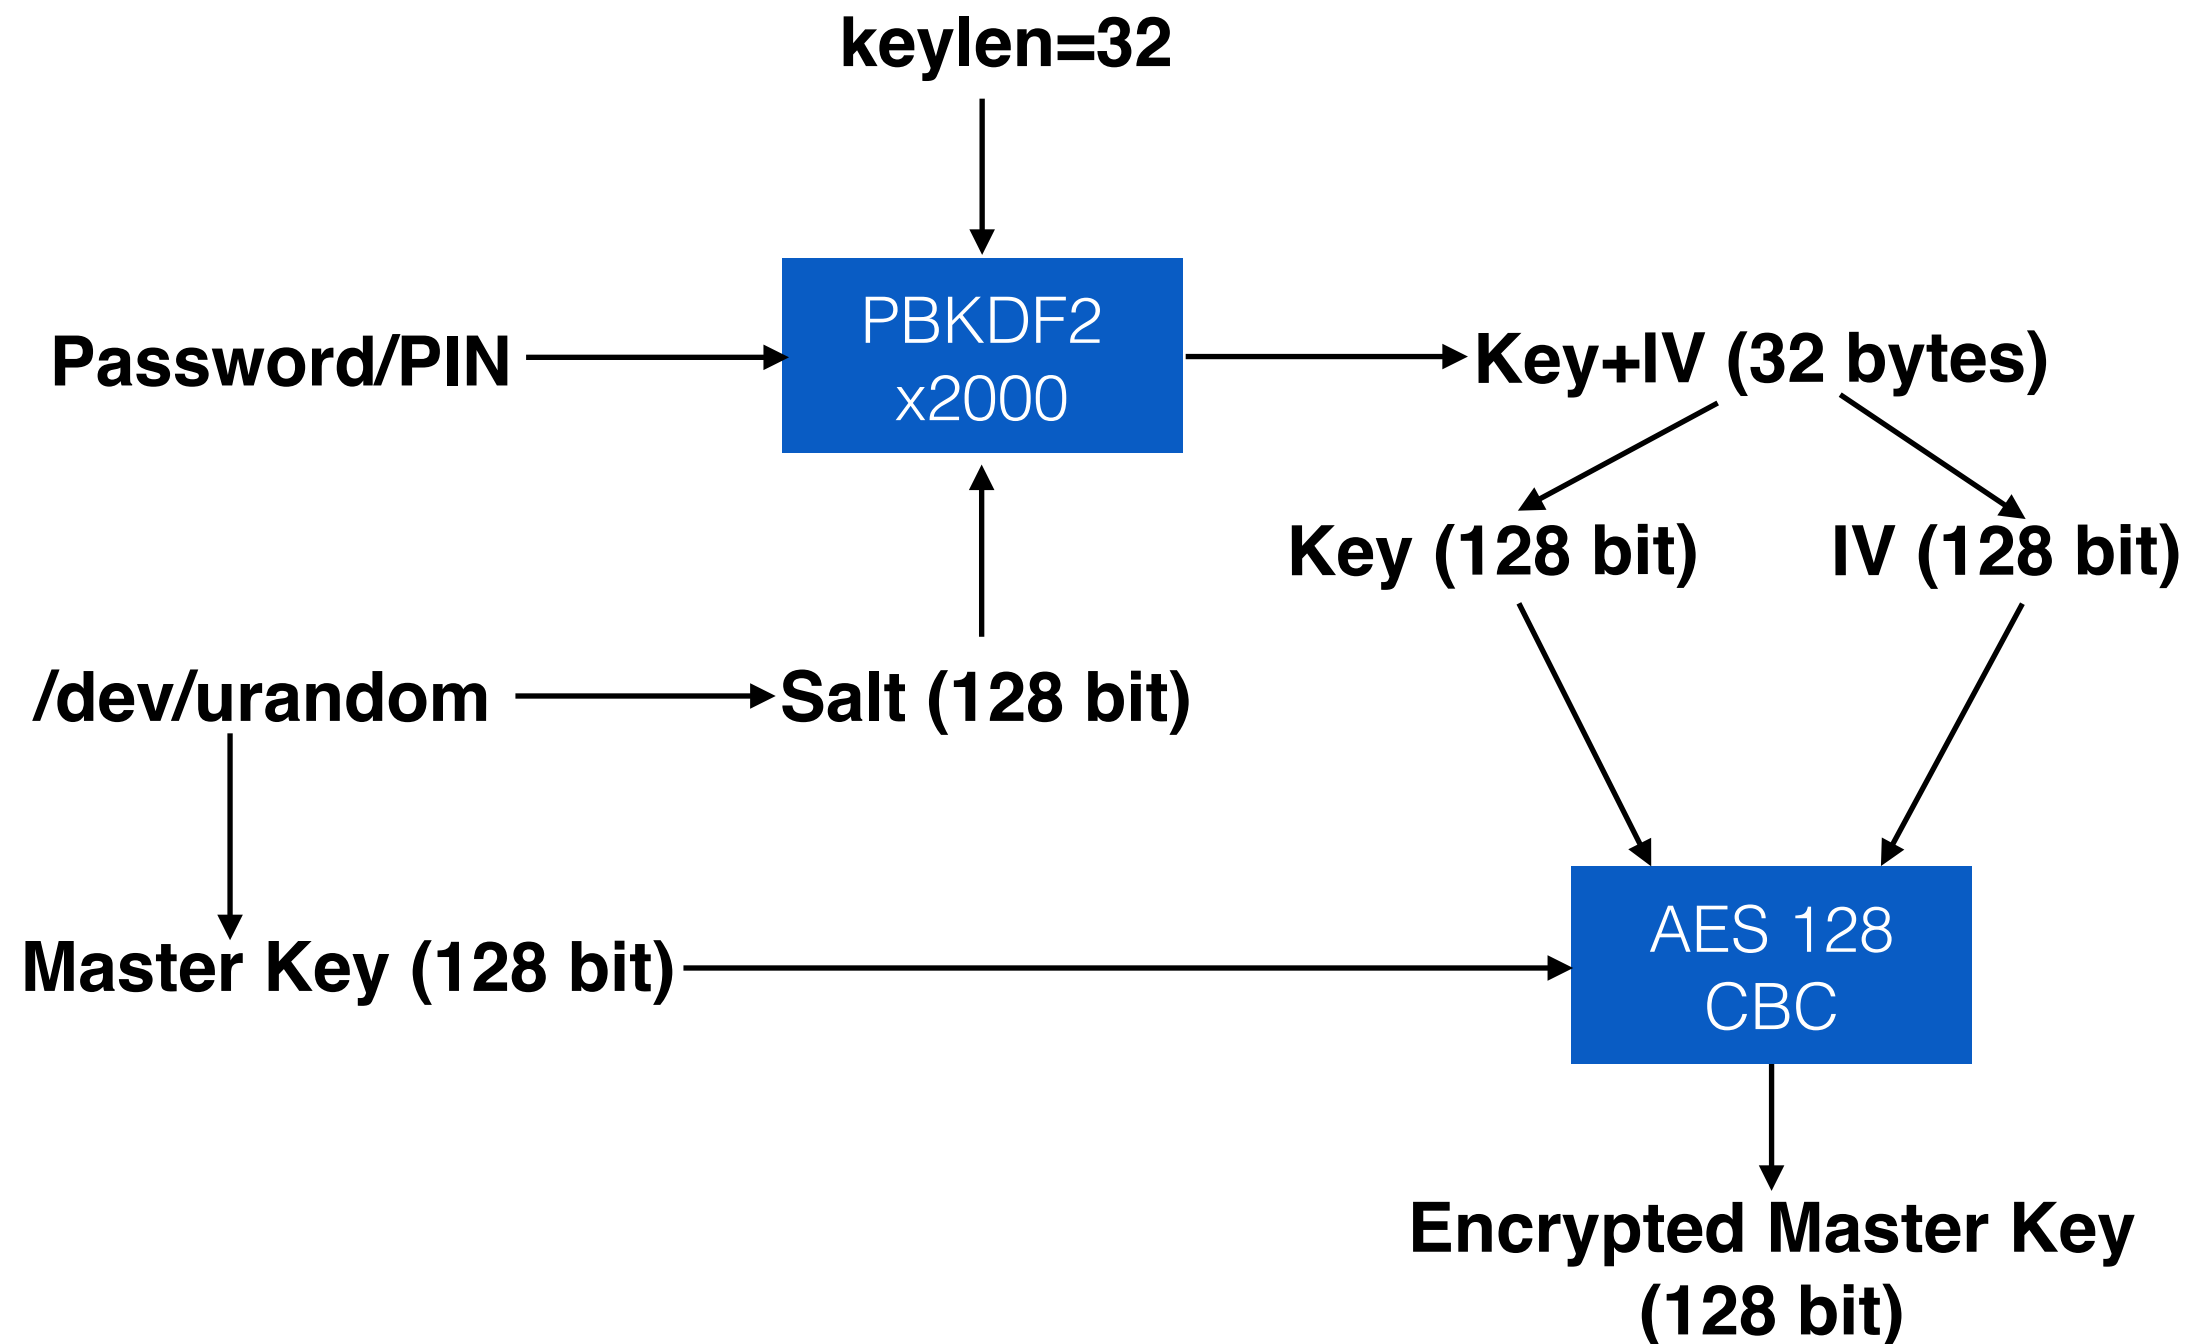 keylen=32
PBKDF2
x2000
Password/PIN
Key+IV (32 bytes)
Key (128 bit)
IV (128 bit)
/dev/urandom
Salt (128 bit)
Master Key (128 bit)
AES 128
CBC
Encrypted Master Key
(128 bit)